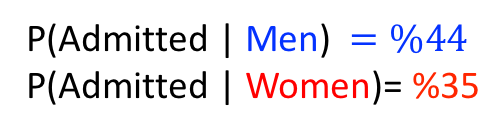 P(Admitted | Men) = %44
P(Admitted | Women)= %35